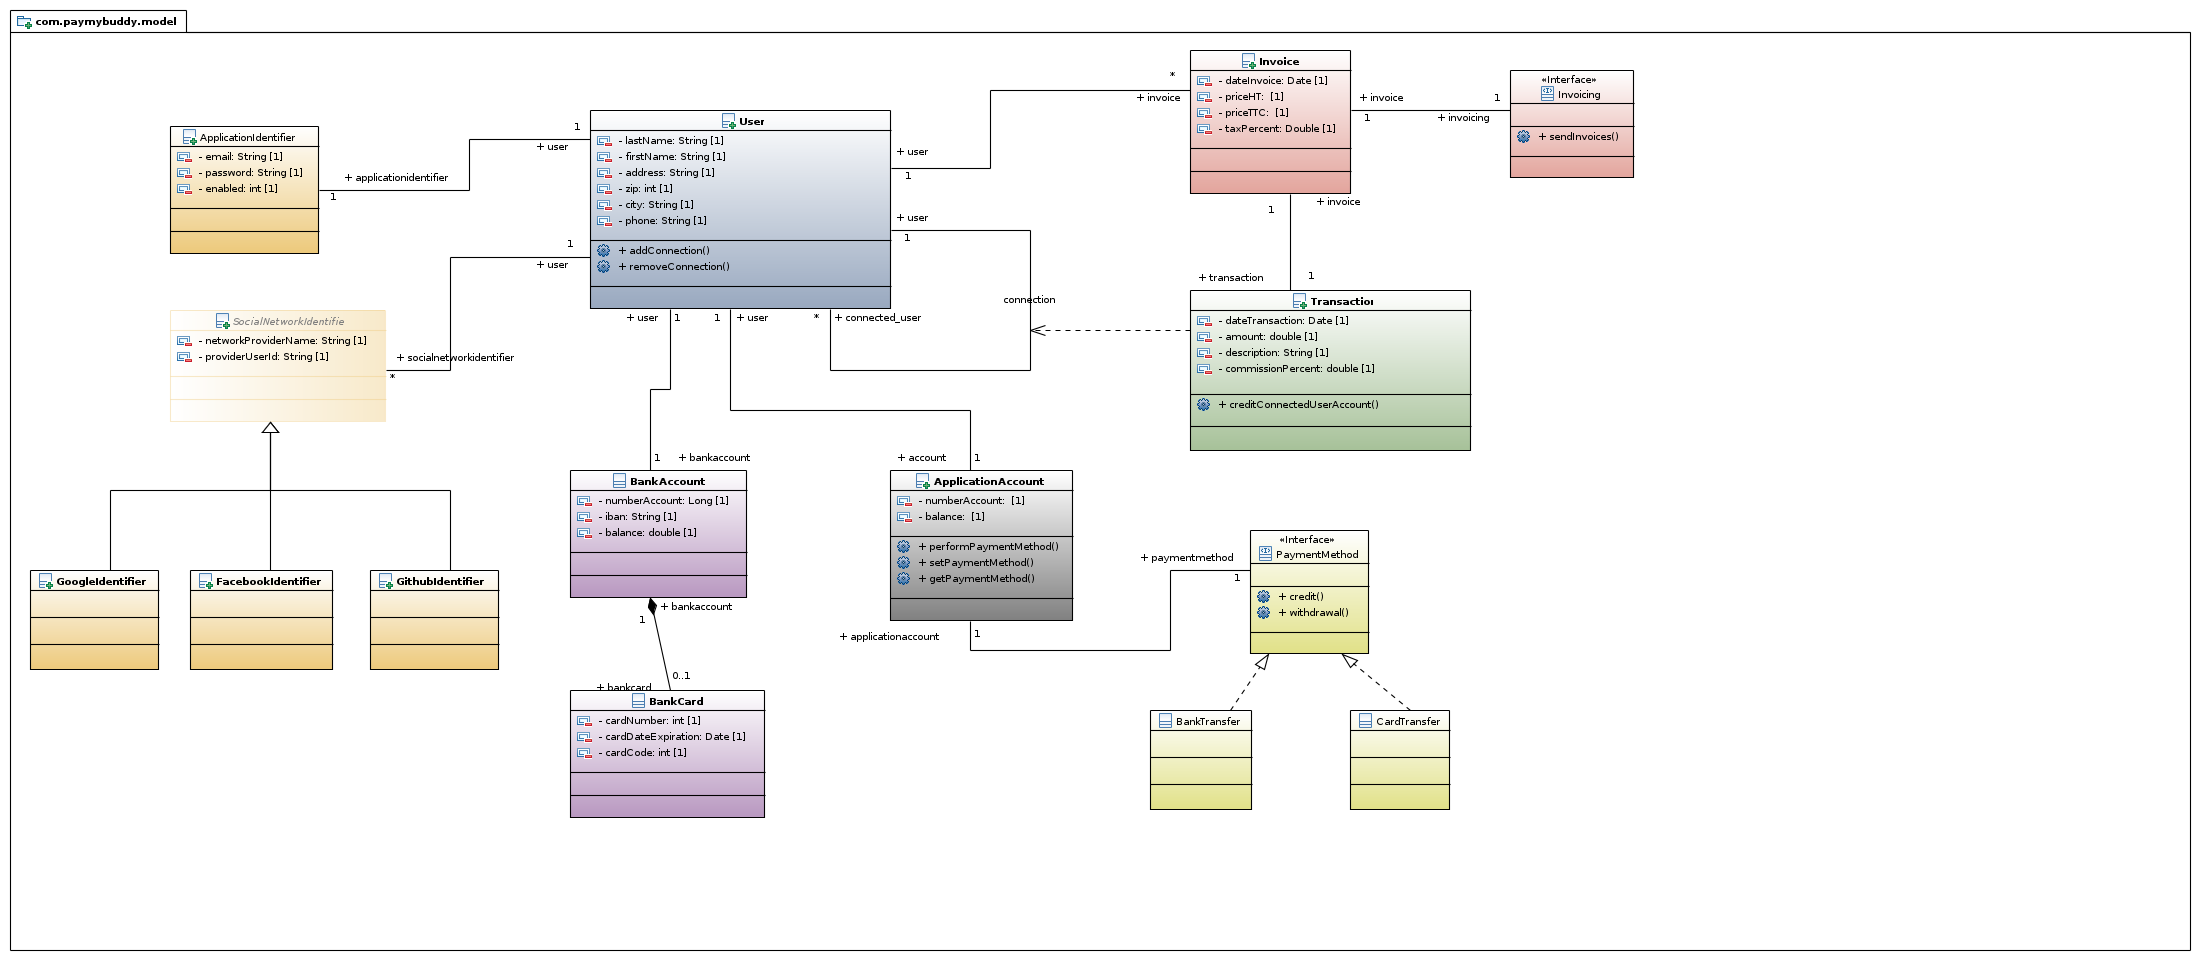 com.paymybuddy.model
ApplicationIdentifier
- email: String [1]
- password: String [1]
- enabled: int [1]
+ applicationidentifier
1
1
+ user
User
- lastName: String [1]
- firstName: String [1]
- address: String [1]
- zip: int [1]
- city: String [1]
- phone: String [1]
+ addConnection()
+ removeConnection()
1
+ user
+ user
1
*
+ invoice
Invoice
- dateInvoice: Date [1]
- priceHT: [1]
- priceTTC: [1]
- taxPercent: Double [1]
+ invoice
1
1
+ invoicing
«Interface»
Invoicing
+ sendInvoices()
1
+ invoice
+ transaction
1
Transaction
- dateTransaction: Date [1]
- amount: double [1]
- description: String [1]
- commissionPercent: double [1]
+ creditConnectedUserAccount()
+ user
1
connection
*
+ connected_user
SocialNetworkIdentifie
- networkProviderName: String [1]
- providerUserId: String [1]
+ socialnetworkidentifier
*
GoogleIdentifier
FacebookIdentifier
GithubIdentifier
+ user
1
1
+ user
1
+ bankaccount
BankAccount
- numberAccount: Long [1]
- iban: String [1]
- balance: double [1]
+ bankaccount
1
0..1
+ bankcard
BankCard
- cardNumber: int [1]
- cardDateExpiration: Date [1]
- cardCode: int [1]
+ account
1
ApplicationAccount
- numberAccount: [1]
- balance: [1]
+ performPaymentMethod()
+ setPaymentMethod()
+ getPaymentMethod()
+ applicationaccount
1
+ paymentmethod
1
«Interface»
PaymentMethod
+ credit()
+ withdrawal()
BankTransfer
CardTransfer